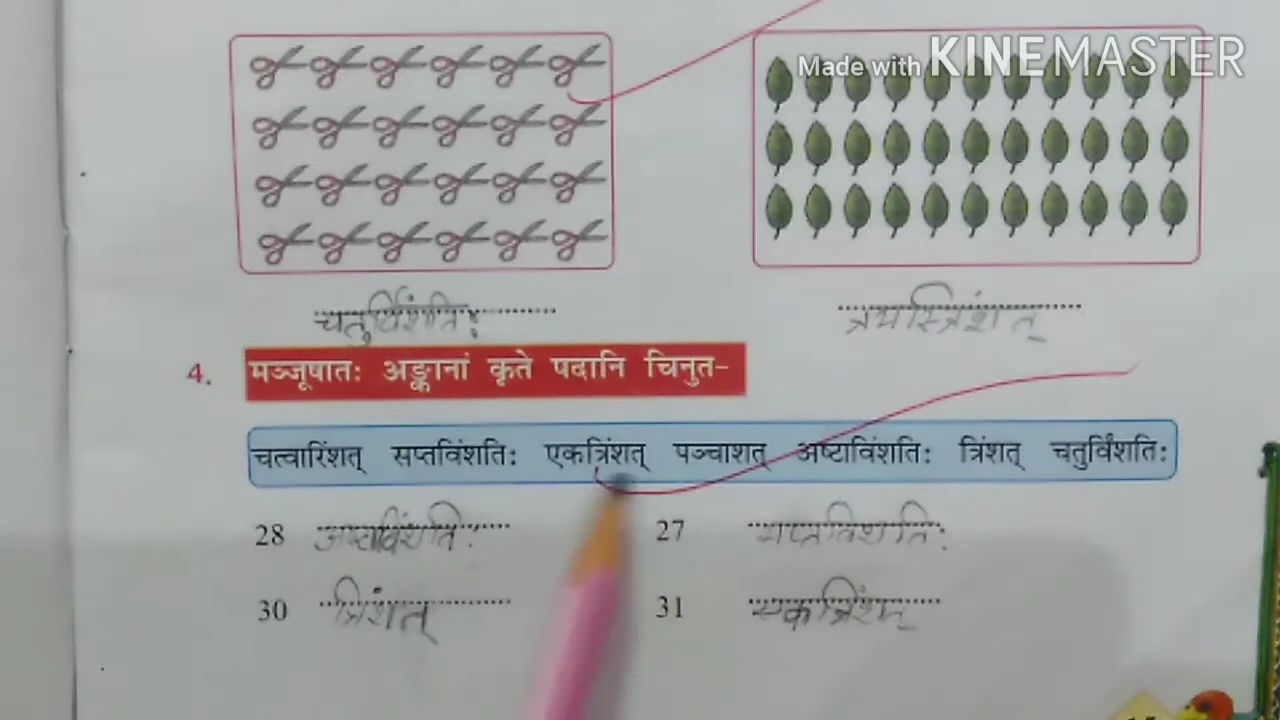 Made with KINEMASTER
चतुर्विंशतिः त्रयस्त्रिंशत्
4. मञ्जूषातः अङ्कानां कृते पदानि चिनुत-
चत्वारिंशत् सप्तविंशतिः एकत्रिंशत् पञ्चाशत् अष्टाविंशतिः त्रिंशत् चतुर्विंशतिः
28 अष्टाविंशतिः 27 सप्तविशतिः
30 त्रिंशत् 31 एकत्रिंशत्